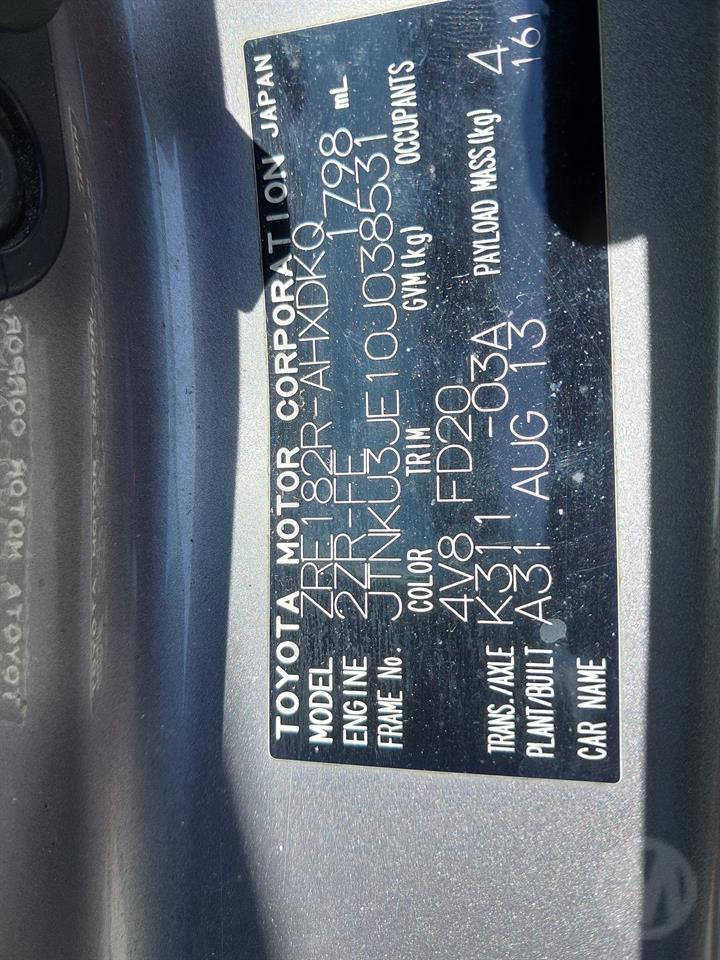 TOYOTA MOTOR CORPORATION JAPAN
MODEL ZRE182R-AHXDKQ
ENGINE 2ZR-FE 1798 mL
FRAME No. JTNKU3JE10J038531
COLOR TRIM GVM(kg) OCCUPANTS
4V8 FD20 4
TRANS./AXLE K311 -03A PAYLOAD MASS(kg) 161
PLANT/BUILT A31 AUG 13
CAR NAME